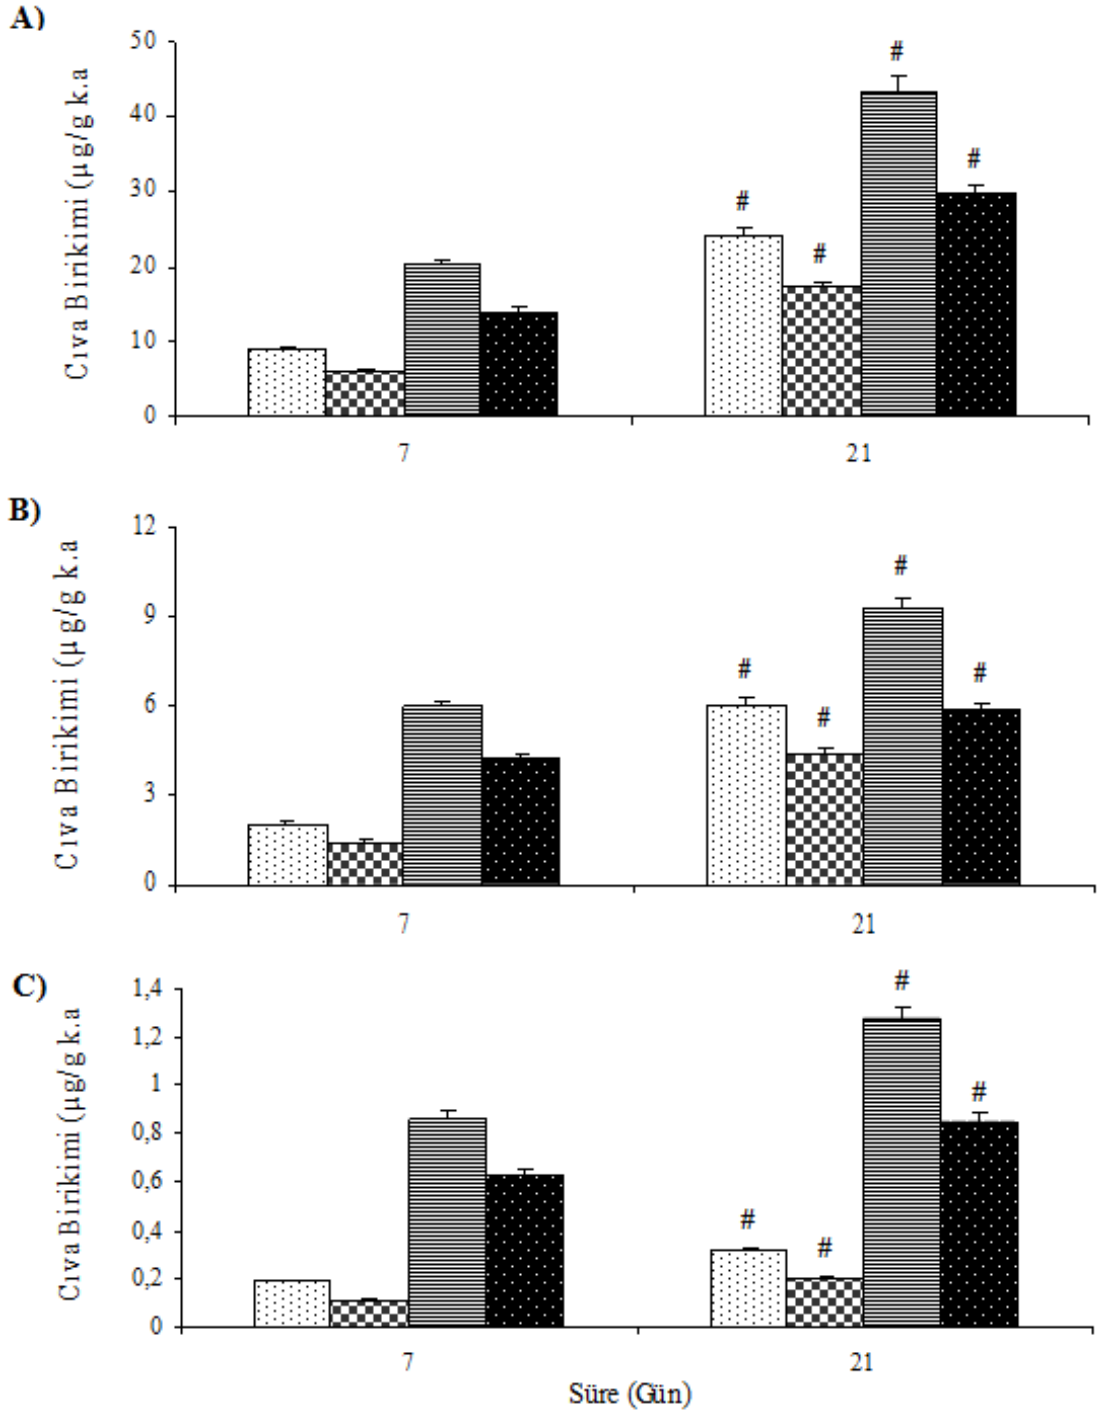 A)
Cıva Birikimi (µg/g k.a
50
40
30
20
10
0
# # # #
7 21
B)
Cıva Birikimi (µg/g k.a
12
9
6
3
0
# # # #
7 21
C)
Cıva Birikimi (µg/g k.a
1,4
1,2
1
0,8
0,6
0,4
0,2
0
# # # #
7 21
Süre (Gün)